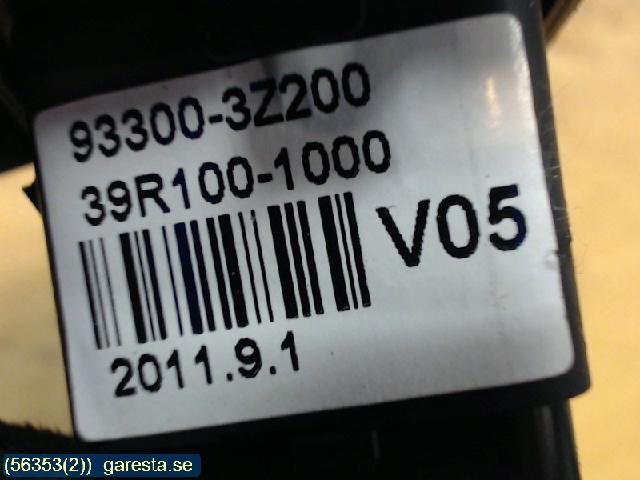 93300-3Z200
39R100-1000
V05
2011.9.1
(56353(2)) garesta.se